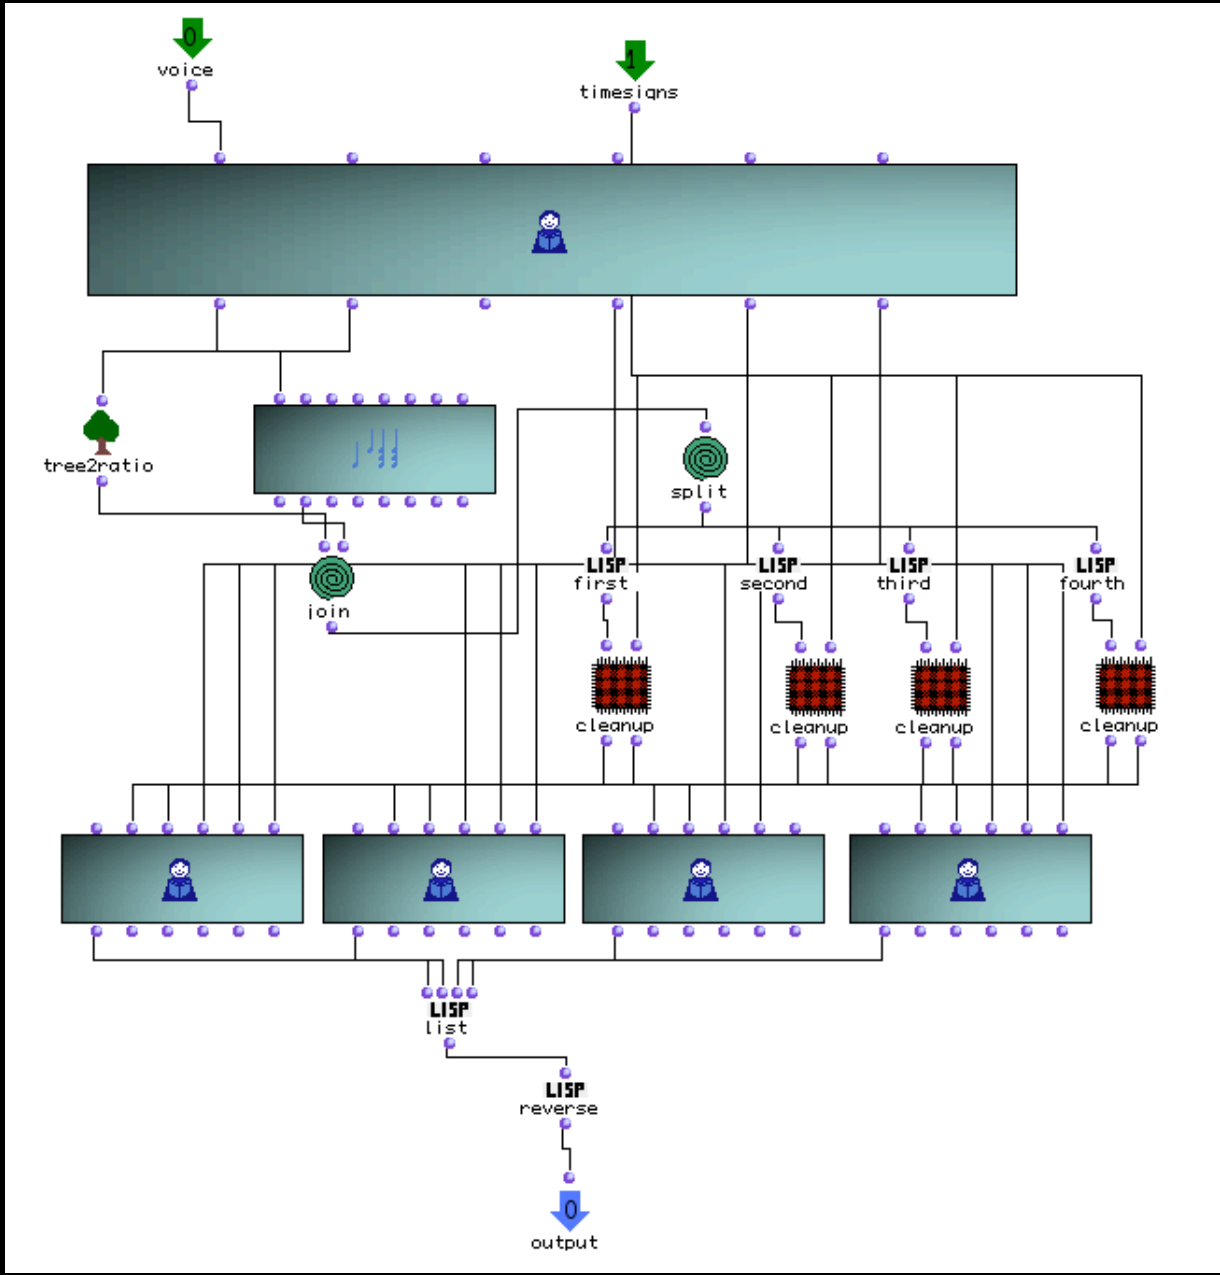 0
voice
1
timesigns
tree2ratio
split
LISP
first
LISP
second
LISP
third
LISP
fourth
join
cleanup
cleanup
cleanup
cleanup
LISP
list
LISP
reverse
0
output